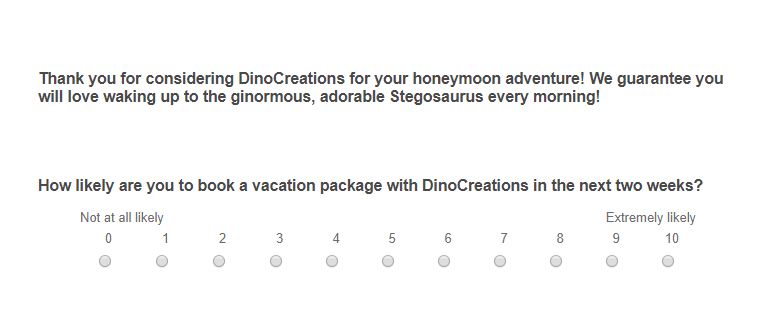 Thank you for considering DinoCreations for your honeymoon adventure! We guarantee you
will love waking up to the ginormous, adorable Stegosaurus every morning!
How likely are you to book a vacation package with DinoCreations in the next two weeks?
Not at all likely Extremely likely
0 1 2 3 4 5 6 7 8 9 10